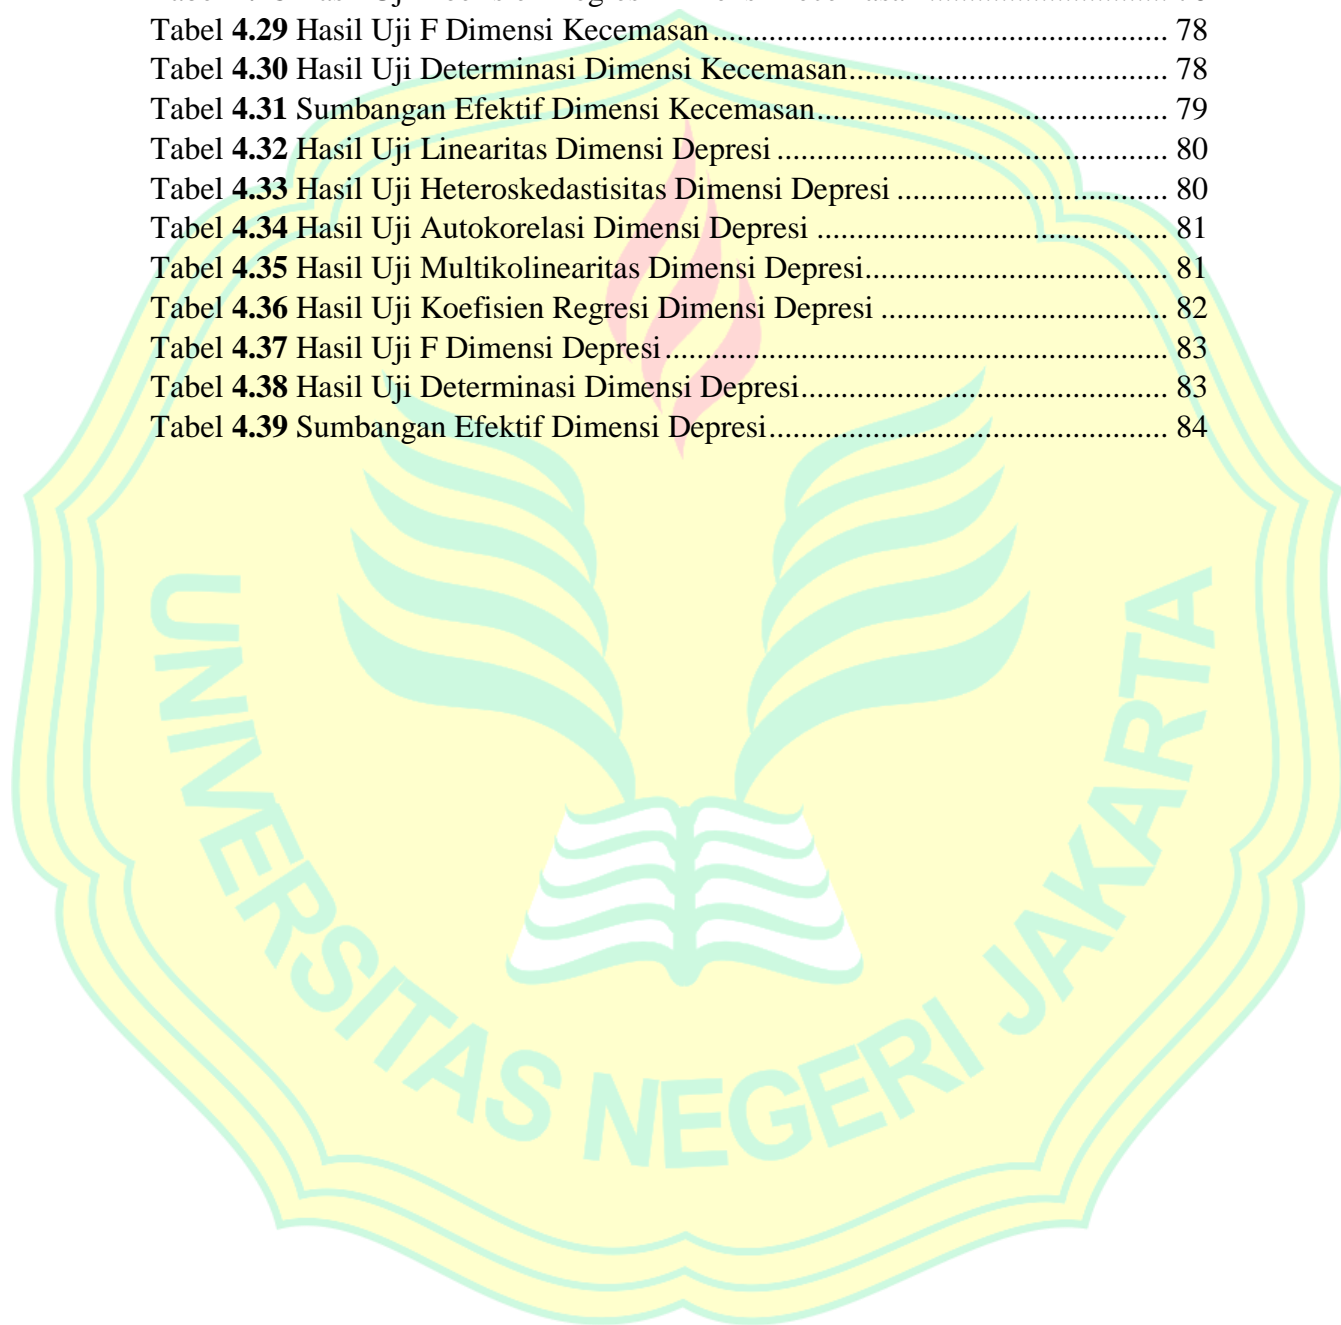 Tabel 4.29 Hasil Uji F Dimensi Kecemasan......................................................... 78
Tabel 4.30 Hasil Uji Determinasi Dimensi Kecemasan........................................ 78
Tabel 4.31 Sumbangan Efektif Dimensi Kecemasan............................................ 79
Tabel 4.32 Hasil Uji Linearitas Dimensi Depresi ................................................. 80
Tabel 4.33 Hasil Uji Heteroskedastisitas Dimensi Depresi .................................. 80
Tabel 4.34 Hasil Uji Autokorelasi Dimensi Depresi ............................................ 81
Tabel 4.35 Hasil Uji Multikolinearitas Dimensi Depresi...................................... 81
Tabel 4.36 Hasil Uji Koefisien Regresi Dimensi Depresi .................................... 82
Tabel 4.37 Hasil Uji F Dimensi Depresi............................................................... 83
Tabel 4.38 Hasil Uji Determinasi Dimensi Depresi.............................................. 83
Tabel 4.39 Sumbangan Efektif Dimensi Depresi.................................................. 84
UNIVERSITAS NEGERI JAKARTA